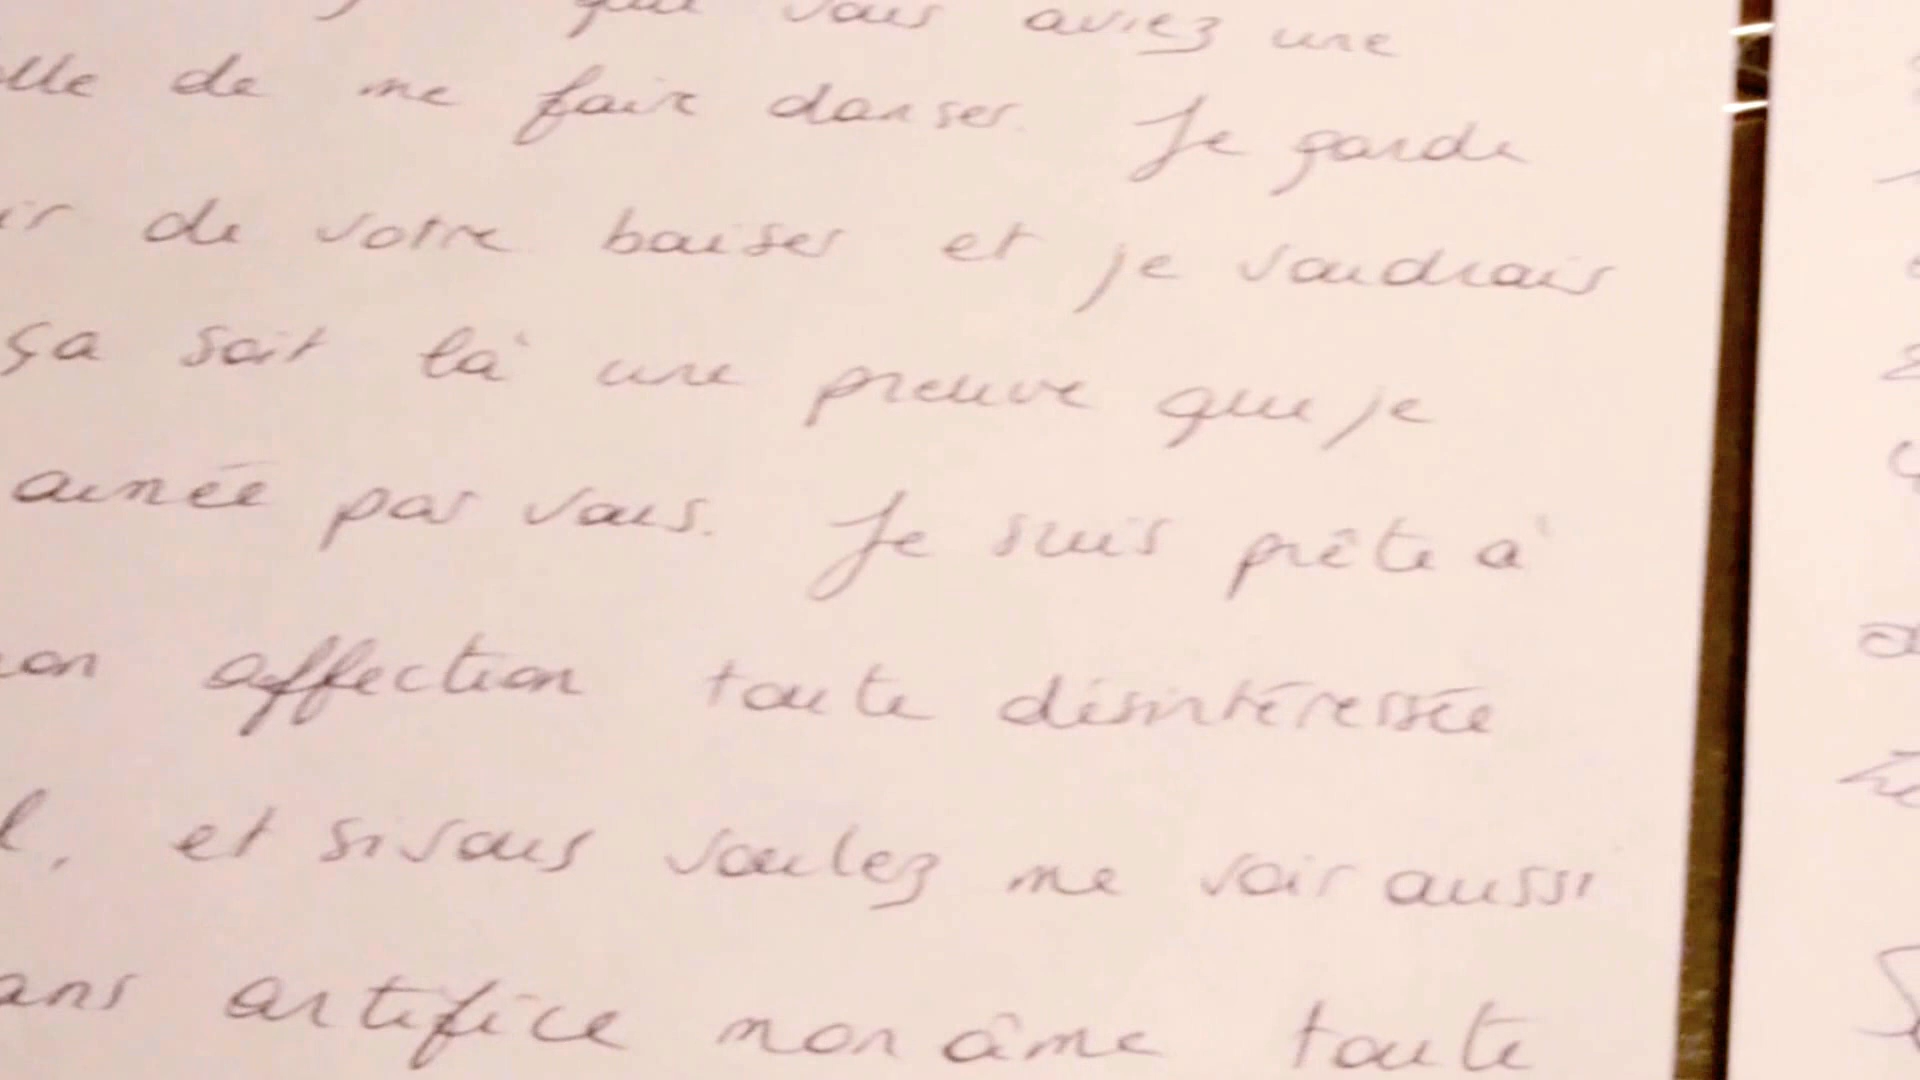 que vous aviez une
de me faire danser. Je garde
de votre baiser et je voudrais
ça soit là une preuve que je
aimée par vous. Je suis prête à
affection toute désintéressée
et si vous voulez me voir aussi
artifice mon âme toute